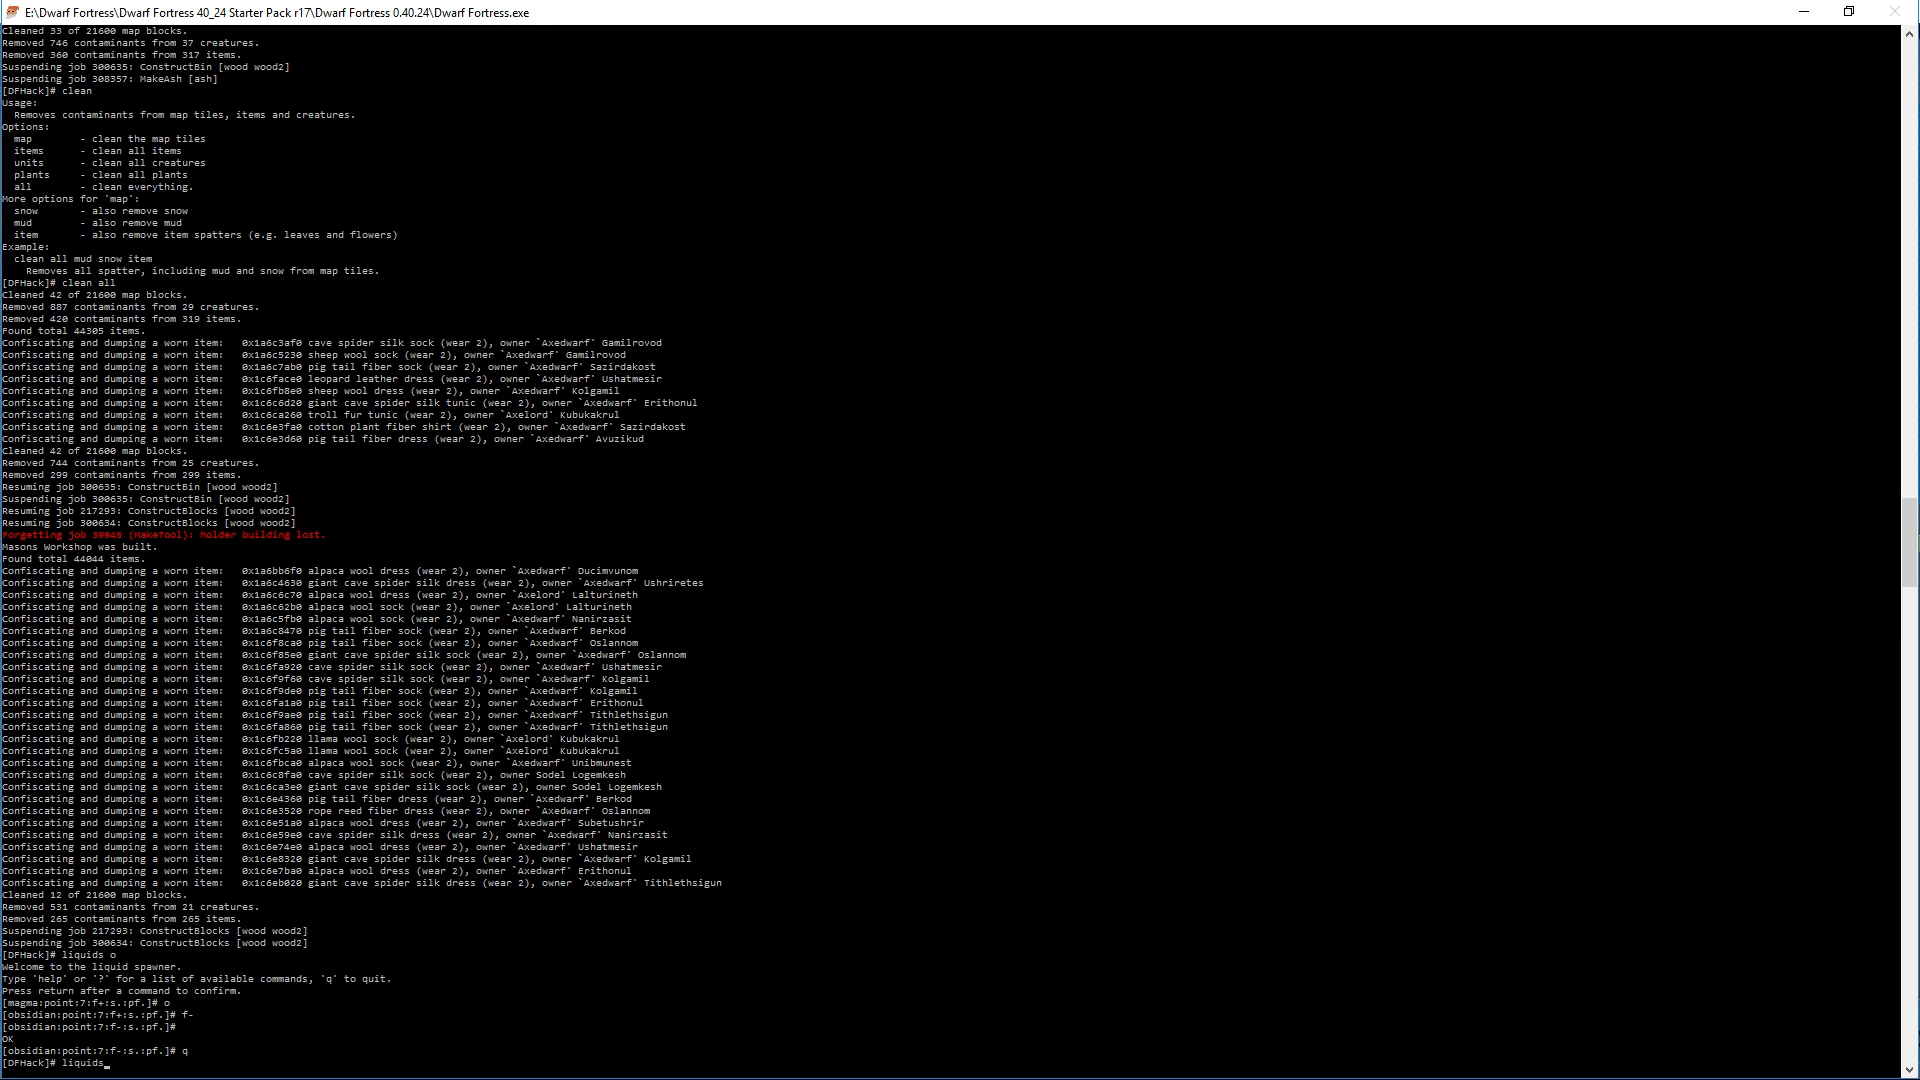 E:\Dwarf Fortress\Dwarf Fortress 40_24 Starter Pack r17\Dwarf Fortress 0.40.24\Dwarf Fortress.exe
Cleaned 33 of 21600 map blocks.
Removed 746 contaminants from 37 creatures.
Removed 360 contaminants from 317 items.
Suspending job 300635: ConstructBin [wood wood2]
Suspending job 308357: MakeAsh [ash]
[DFHack]# clean
Usage:
  Removes contaminants from map tiles, items and creatures.
Options:
  map        - clean the map tiles
  items      - clean all items
  units      - clean all creatures
  plants     - clean all plants
  all        - clean everything.
More options for 'map':
  snow       - also remove snow
  mud        - also remove mud
  item       - also remove item spatters (e.g. leaves and flowers)
Example:
  clean all mud snow item
    Removes all spatter, including mud and snow from map tiles.
[DFHack]# clean all
Cleaned 42 of 21600 map blocks.
Removed 887 contaminants from 29 creatures.
Removed 420 contaminants from 319 items.
Found total 44305 items.
Confiscating and dumping a worn item:   0x1a6c3af0 cave spider silk sock (wear 2), owner `Axedwarf' Gamilrovod
Confiscating and dumping a worn item:   0x1a6c5230 sheep wool sock (wear 2), owner `Axedwarf' Gamilrovod
Confiscating and dumping a worn item:   0x1a6c7ab0 pig tail fiber sock (wear 2), owner `Axedwarf' Sazirdakost
Confiscating and dumping a worn item:   0x1c6face0 leopard leather dress (wear 2), owner `Axedwarf' Ushatmesir
Confiscating and dumping a worn item:   0x1c6fb8e0 sheep wool dress (wear 2), owner `Axedwarf' Kolgamil
Confiscating and dumping a worn item:   0x1c6c6d20 giant cave spider silk tunic (wear 2), owner `Axedwarf' Erithonul
Confiscating and dumping a worn item:   0x1c6ca260 troll fur tunic (wear 2), owner `Axelord' Kubukakrul
Confiscating and dumping a worn item:   0x1c6e3fa0 cotton plant fiber shirt (wear 2), owner `Axedwarf' Sazirdakost
Confiscating and dumping a worn item:   0x1c6e3d60 pig tail fiber dress (wear 2), owner `Axedwarf' Avuzikud
Cleaned 42 of 21600 map blocks.
Removed 744 contaminants from 25 creatures.
Removed 299 contaminants from 299 items.
Resuming job 300635: ConstructBin [wood wood2]
Suspending job 300635: ConstructBin [wood wood2]
Resuming job 217293: ConstructBlocks [wood wood2]
Resuming job 300634: ConstructBlocks [wood wood2]
Forgetting job 39945 (MakeTool): holder building lost.
Masons Workshop was built.
Found total 44044 items.
Confiscating and dumping a worn item:   0x1a6bb6f0 alpaca wool dress (wear 2), owner `Axedwarf' Ducimvunom
Confiscating and dumping a worn item:   0x1a6c4630 giant cave spider silk dress (wear 2), owner `Axedwarf' Ushriretes
Confiscating and dumping a worn item:   0x1a6c6c70 alpaca wool dress (wear 2), owner `Axelord' Lalturineth
Confiscating and dumping a worn item:   0x1a6c62b0 alpaca wool sock (wear 2), owner `Axelord' Lalturineth
Confiscating and dumping a worn item:   0x1a6c5fb0 alpaca wool sock (wear 2), owner `Axedwarf' Nanirzasit
Confiscating and dumping a worn item:   0x1a6c8470 pig tail fiber sock (wear 2), owner `Axedwarf' Berkod
Confiscating and dumping a worn item:   0x1c6f8ca0 pig tail fiber sock (wear 2), owner `Axedwarf' Oslannom
Confiscating and dumping a worn item:   0x1c6f85e0 giant cave spider silk sock (wear 2), owner `Axedwarf' Oslannom
Confiscating and dumping a worn item:   0x1c6fa920 cave spider silk sock (wear 2), owner `Axedwarf' Ushatmesir
Confiscating and dumping a worn item:   0x1c6f9f60 cave spider silk sock (wear 2), owner `Axedwarf' Kolgamil
Confiscating and dumping a worn item:   0x1c6f9de0 pig tail fiber sock (wear 2), owner `Axedwarf' Kolgamil
Confiscating and dumping a worn item:   0x1c6fa1a0 pig tail fiber sock (wear 2), owner `Axedwarf' Erithonul
Confiscating and dumping a worn item:   0x1c6f9ae0 pig tail fiber sock (wear 2), owner `Axedwarf' Tithlethsigun
Confiscating and dumping a worn item:   0x1c6fa860 pig tail fiber sock (wear 2), owner `Axedwarf' Tithlethsigun
Confiscating and dumping a worn item:   0x1c6fb220 llama wool sock (wear 2), owner `Axelord' Kubukakrul
Confiscating and dumping a worn item:   0x1c6fc5a0 llama wool sock (wear 2), owner `Axelord' Kubukakrul
Confiscating and dumping a worn item:   0x1c6fbca0 alpaca wool sock (wear 2), owner `Axedwarf' Unibmunest
Confiscating and dumping a worn item:   0x1c6c8fa0 cave spider silk sock (wear 2), owner Sodel Logemkesh
Confiscating and dumping a worn item:   0x1c6ca3e0 giant cave spider silk sock (wear 2), owner Sodel Logemkesh
Confiscating and dumping a worn item:   0x1c6e4360 pig tail fiber dress (wear 2), owner `Axedwarf' Berkod
Confiscating and dumping a worn item:   0x1c6e3520 rope reed fiber dress (wear 2), owner `Axedwarf' Oslannom
Confiscating and dumping a worn item:   0x1c6e51a0 alpaca wool dress (wear 2), owner `Axedwarf' Subetushrir
Confiscating and dumping a worn item:   0x1c6e59e0 cave spider silk dress (wear 2), owner `Axedwarf' Nanirzasit
Confiscating and dumping a worn item:   0x1c6e74e0 alpaca wool dress (wear 2), owner `Axedwarf' Ushatmesir
Confiscating and dumping a worn item:   0x1c6e8320 giant cave spider silk dress (wear 2), owner `Axedwarf' Kolgamil
Confiscating and dumping a worn item:   0x1c6e7ba0 alpaca wool dress (wear 2), owner `Axedwarf' Erithonul
Confiscating and dumping a worn item:   0x1c6eb020 giant cave spider silk dress (wear 2), owner `Axedwarf' Tithlethsigun
Cleaned 12 of 21600 map blocks.
Removed 531 contaminants from 21 creatures.
Removed 265 contaminants from 265 items.
Suspending job 217293: ConstructBlocks [wood wood2]
Suspending job 300634: ConstructBlocks [wood wood2]
[DFHack]# liquids o
Welcome to the liquid spawner.
Type 'help' or '?' for a list of available commands, 'q' to quit.
Press return after a command to confirm.
[magma:point:7:f+:s.:pf.]# o
[obsidian:point:7:f+:s.:pf.]# f-
[obsidian:point:7:f-:s.:pf.]#
OK
[obsidian:point:7:f-:s.:pf.]# q
[DFHack]# liquids_